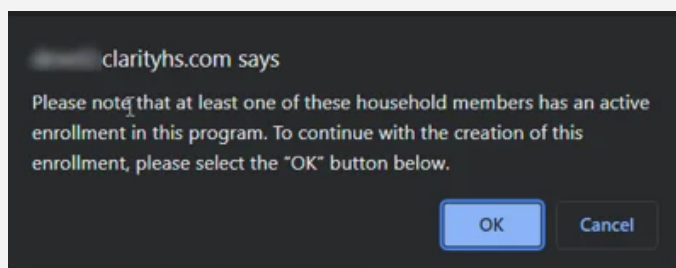 clarityhs.com says
Please note that at least one of these household members has an active
enrollment in this program. To continue with the creation of this
enrollment, please select the “OK” button below.
OK
Cancel